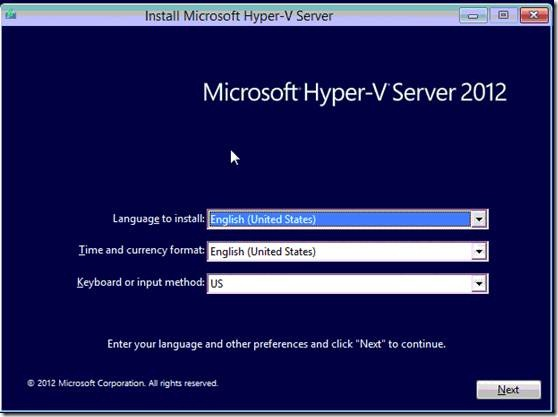 Install Microsoft Hyper-V Server
Microsoft Hyper-V Server 2012
Language to install: English (United States)
Time and currency format: English (United States)
Keyboard or input method: US
Enter your language and other preferences and click "Next" to continue.
© 2012 Microsoft Corporation. All rights reserved.
Next